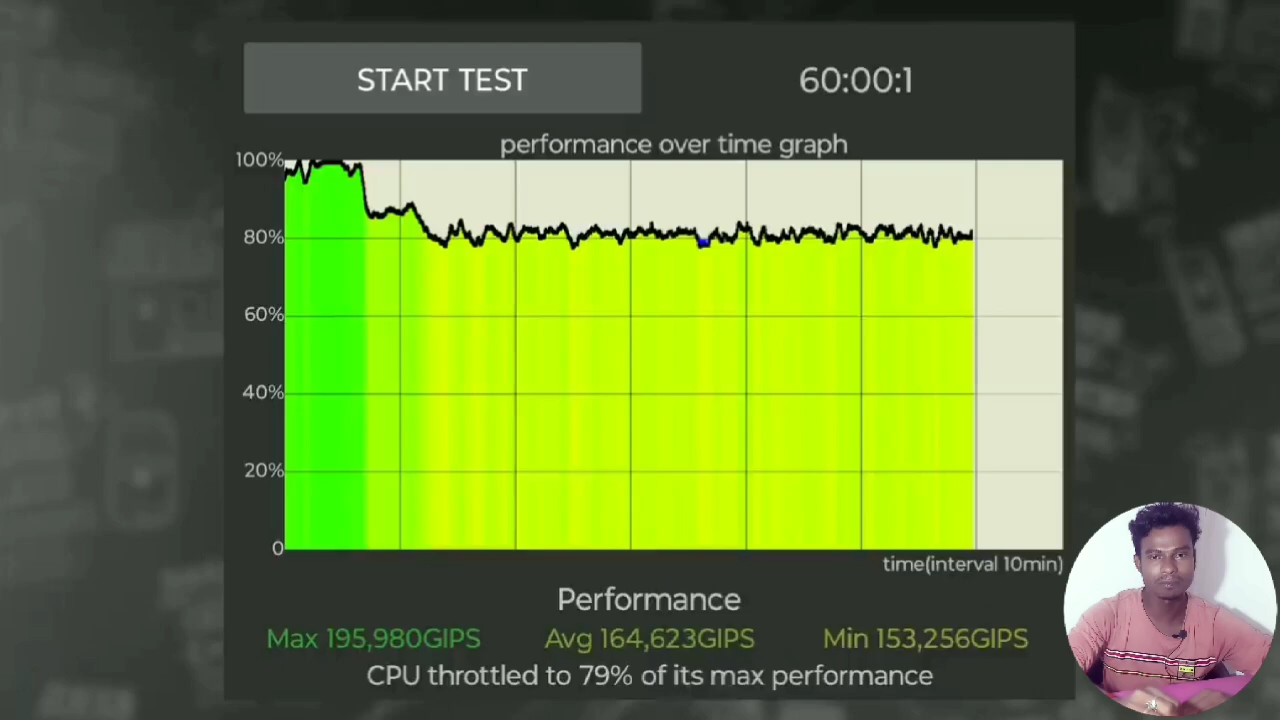 START TEST
60:00:1
performance over time graph
100%
80%
60%
40%
20%
0
time(interval 10min)
Performance
Max 195,980GIPS Avg 164,623GIPS Min 153,256GIPS
CPU throttled to 79% of its max performance